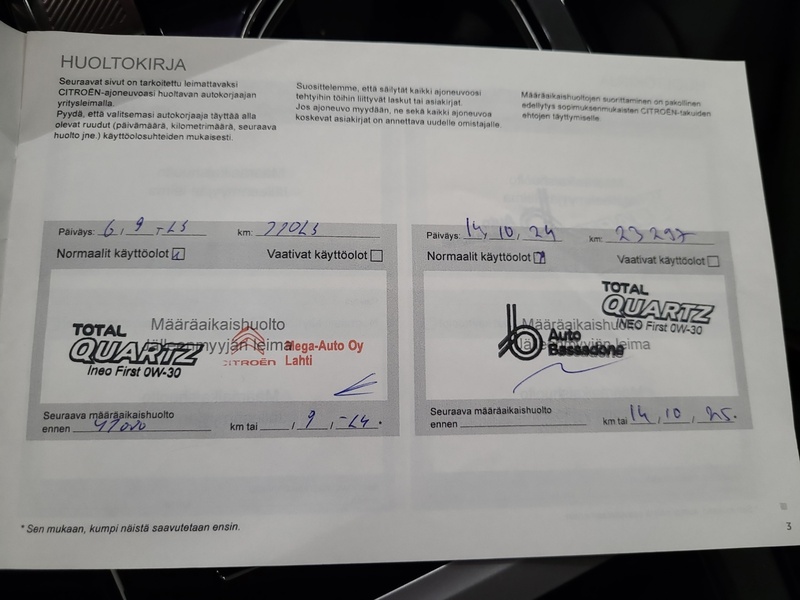 HUOLTOKIRJA
Seuraavat sivut on tarkoitettu leimattavaksi
CITROËN-ajoneuvoasi huoltavan autokorjaajan
yritysleimalla.
Pyydä, että valitsemasi autokorjaaja täyttää alla
olevat ruudut (päivämäärä, kilometrimäärä, seuraava
huolto jne.) käyttöolosuhteiden mukaisesti.
Suosittelemme, että säilytät kaikki ajoneuvoosi
tehtyihin töihin liittyvät laskut tai asiakirjat.
Jos ajoneuvo myydään, ne sekä kaikki ajoneuvoa
koskevat asiakirjat on annettava uudelle omistajalle.
Määräaikaishuoltojen suorittaminen on pakollinen
edellytys sopimuksenmukaisten CITROËN-takuiden
ehtojen täyttymiselle.
Päiväys: 6, 9 km:
Normaalit käyttöolot Vaativat käyttöolot
Määräaikaishuolto
Jälleenmyyjän leima
TOTAL
QUARTZ
Ineo First 0W-30
CITROËN
Mega-Auto Oy
Lahti
Seuraava määräaikaishuolto
ennen km tai , 9 ,
Päiväys: 14, 10, 24 km: 23297
Normaalit käyttöolot Vaativat käyttöolot
Määräaikaishuolto
Jälleenmyyjän leima
TOTAL
QUARTZ
INEO First 0W-30
b Auto
Bassadone
Seuraava määräaikaishuolto
ennen km tai 14, 10, 25.
* Sen mukaan, kumpi näistä saavutetaan ensin.
3